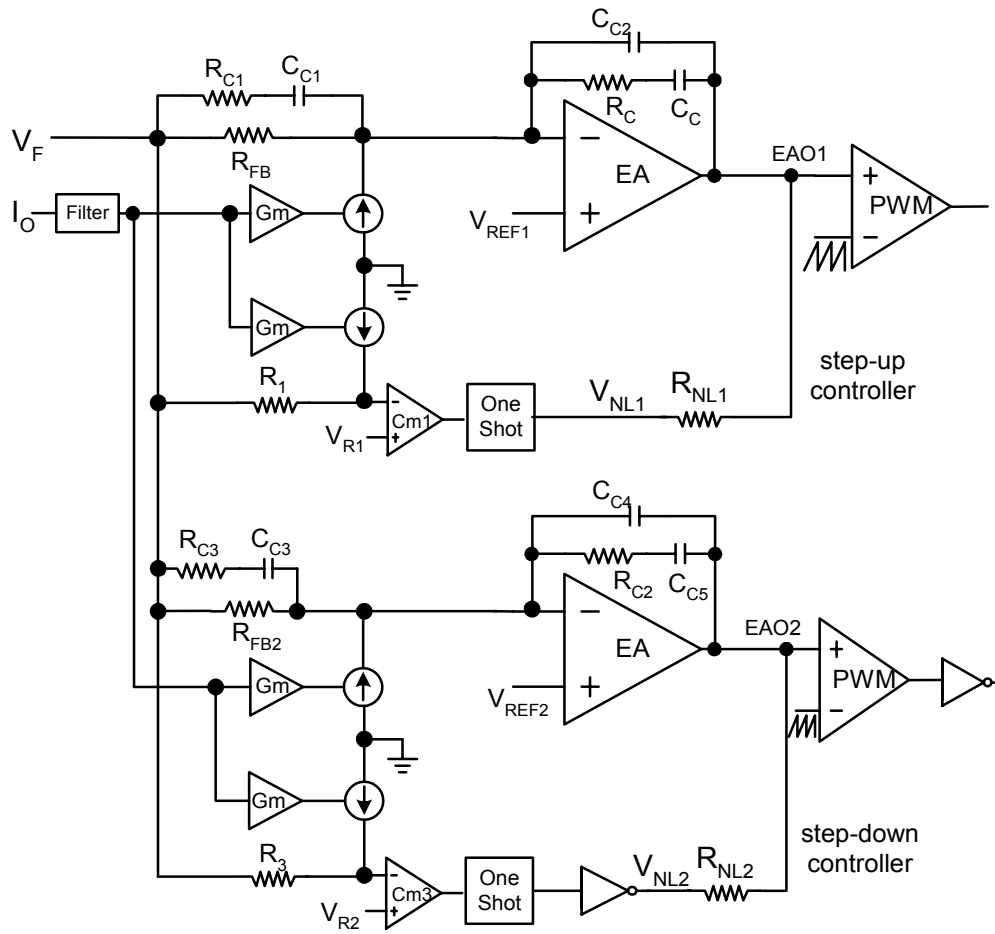 C_C2
R_C1 C_C1
R_C C_C
V_F
R_FB
EA
EAO1
I_O
Filter
Gm
−
+
V_REF1
+
PWM
−
Gm
R_1
−
Cm1
+
V_R1
One
Shot
V_NL1
R_NL1
step-up
controller
C_C4
R_C3 C_C3
R_C2 C_C5
R_FB2
−
EA
+
EAO2
Gm
V_REF2
+
PWM
−
Gm
R_3
−
Cm3
+
V_R2
One
Shot
V_NL2
R_NL2
step-down
controller